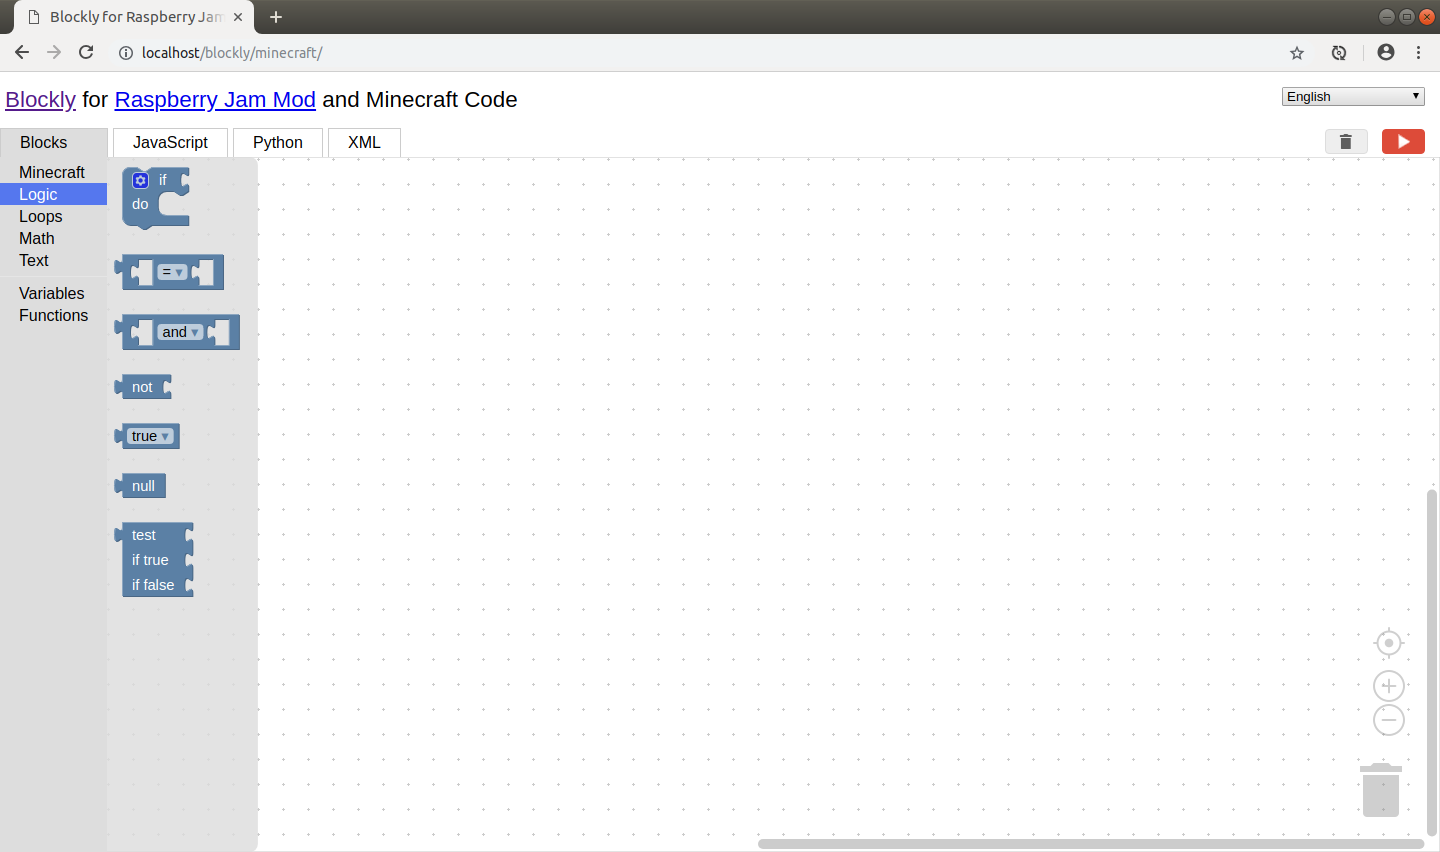 Blockly for Raspberry Jam
localhost/blockly/minecraft/
Blockly for Raspberry Jam Mod and Minecraft Code
English
Blocks
JavaScript
Python
XML
Minecraft
Logic
Loops
Math
Text
Variables
Functions
if
do
=
and
not
true
null
test
if true
if false